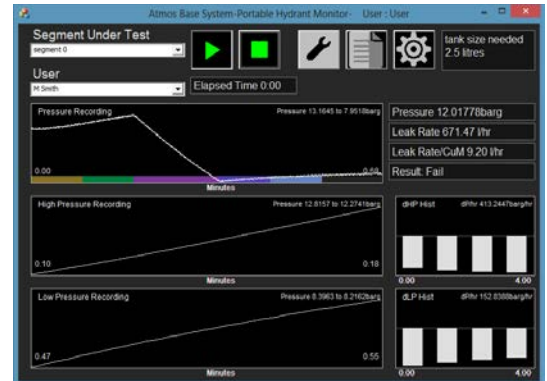 Atmos Base System-Portable Hydrant Monitor- User : User
Segment Under Test
segment 0
User
M Smith
Elapsed Time 0:00
tank size needed
2.5 litres
Pressure Recording
Pressure 13.1645 to 7.9518barg
0.00
0.59
Minutes
Pressure 12.01778barg
Leak Rate 671.47 l/hr
Leak Rate/CuM 9.20 l/hr
Result: Fail
High Pressure Recording
Pressure 12.8157 to 12.2741barg
0.10
0.18
Minutes
dHP Hist
dP/hr 413.2447barg/hr
0.00
4.00
Low Pressure Recording
Pressure 8.3963 to 8.2162barg
0.47
0.55
Minutes
dLP Hist
dP/hr 152.8388barg/hr
0.00
4.00